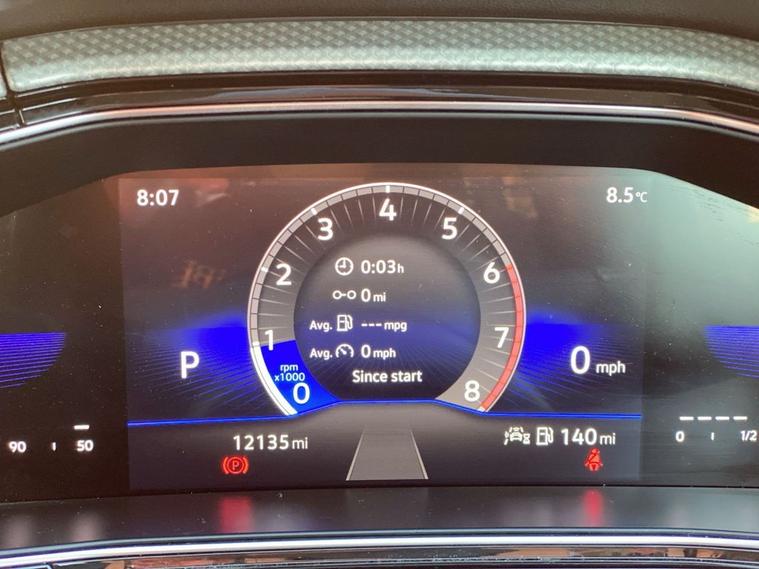 8:07
8.5°C
4
3
5
2
6
1
7
0
8
0:03 h
0 mi
Avg. --- mpg
Avg. 0 mph
Since start
rpm
x1000
P
0 mph
90
50
12135 mi
140 mi
0
1/2
P